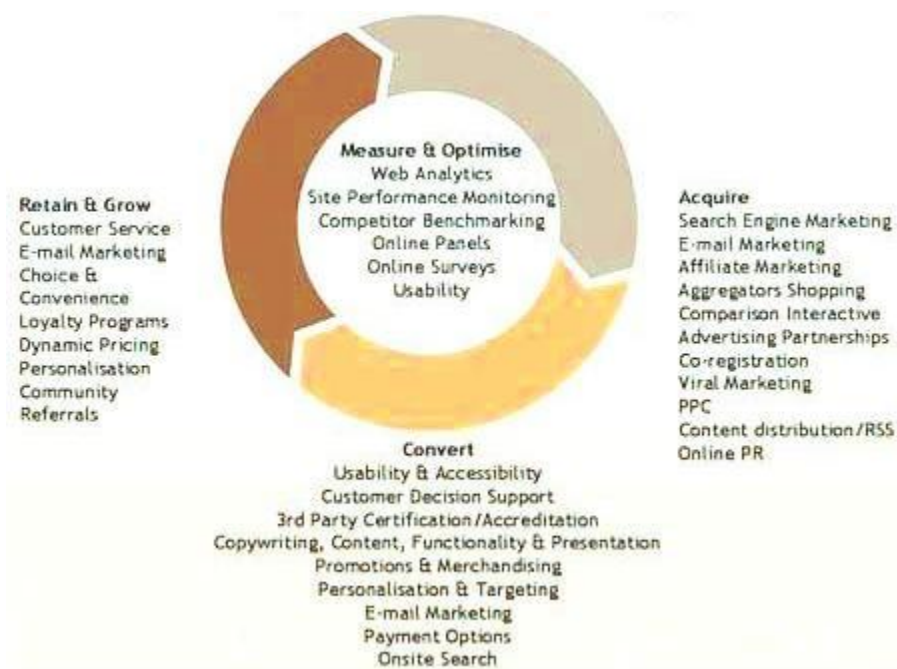 Measure & Optimise
Web Analytics
Site Performance Monitoring
Competitor Benchmarking
Online Panels
Online Surveys
Usability
Retain & Grow
Customer Service
E-mail Marketing
Choice &
Convenience
Loyalty Programs
Dynamic Pricing
Personalisation
Community
Referrals
Acquire
Search Engine Marketing
E-mail Marketing
Affiliate Marketing
Aggregators Shopping
Comparison Interactive
Advertising Partnerships
Co-registration
Viral Marketing
PPC
Content distribution/RSS
Online PR
Convert
Usability & Accessibility
Customer Decision Support
3rd Party Certification/Accreditation
Copywriting, Content, Functionality & Presentation
Promotions & Merchandising
Personalisation & Targeting
E-mail Marketing
Payment Options
Onsite Search